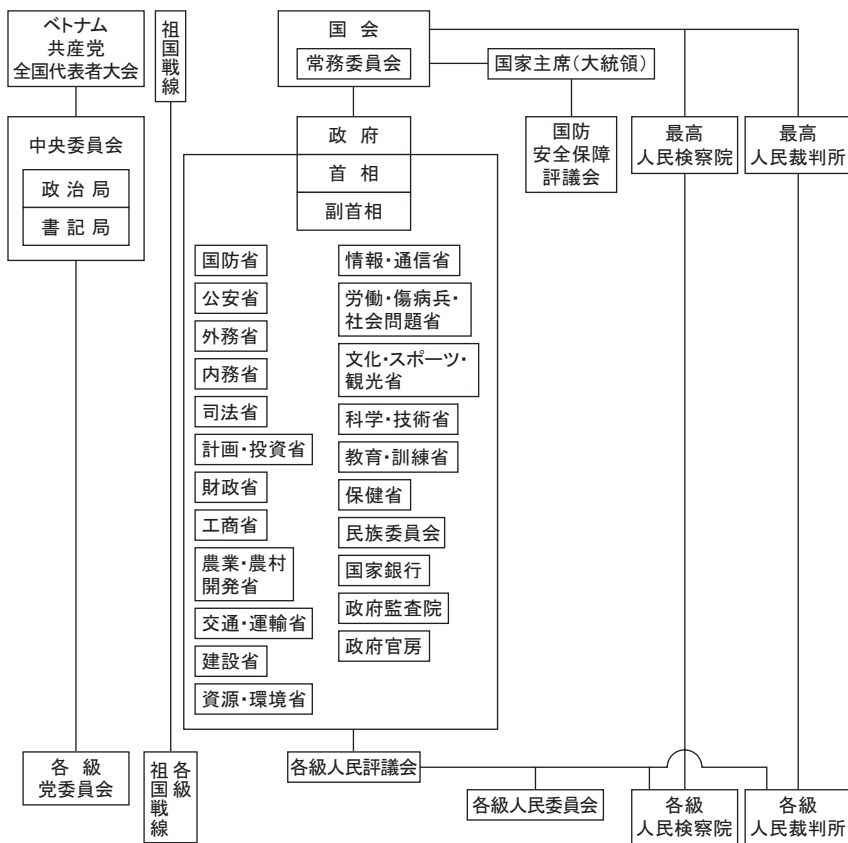 ベトナム
共産党
全国代表者大会
中央委員会
政治局
書記局
各級
党委員会
祖国戦線
各級
祖国戦線
国会
常務委員会
国家主席(大統領)
国防
安全保障
評議会
最高
人民検察院
最高
人民裁判所
政府
首相
副首相
国防省
公安省
外務省
内務省
司法省
計画・投資省
財政省
工商省
農業・農村
開発省
交通・運輸省
建設省
資源・環境省
情報・通信省
労働・傷病兵・
社会問題省
文化・スポーツ・
観光省
科学・技術省
教育・訓練省
保健省
民族委員会
国家銀行
政府監査院
政府官房
各級人民評議会
各級人民委員会
各級
人民検察院
各級
人民裁判所